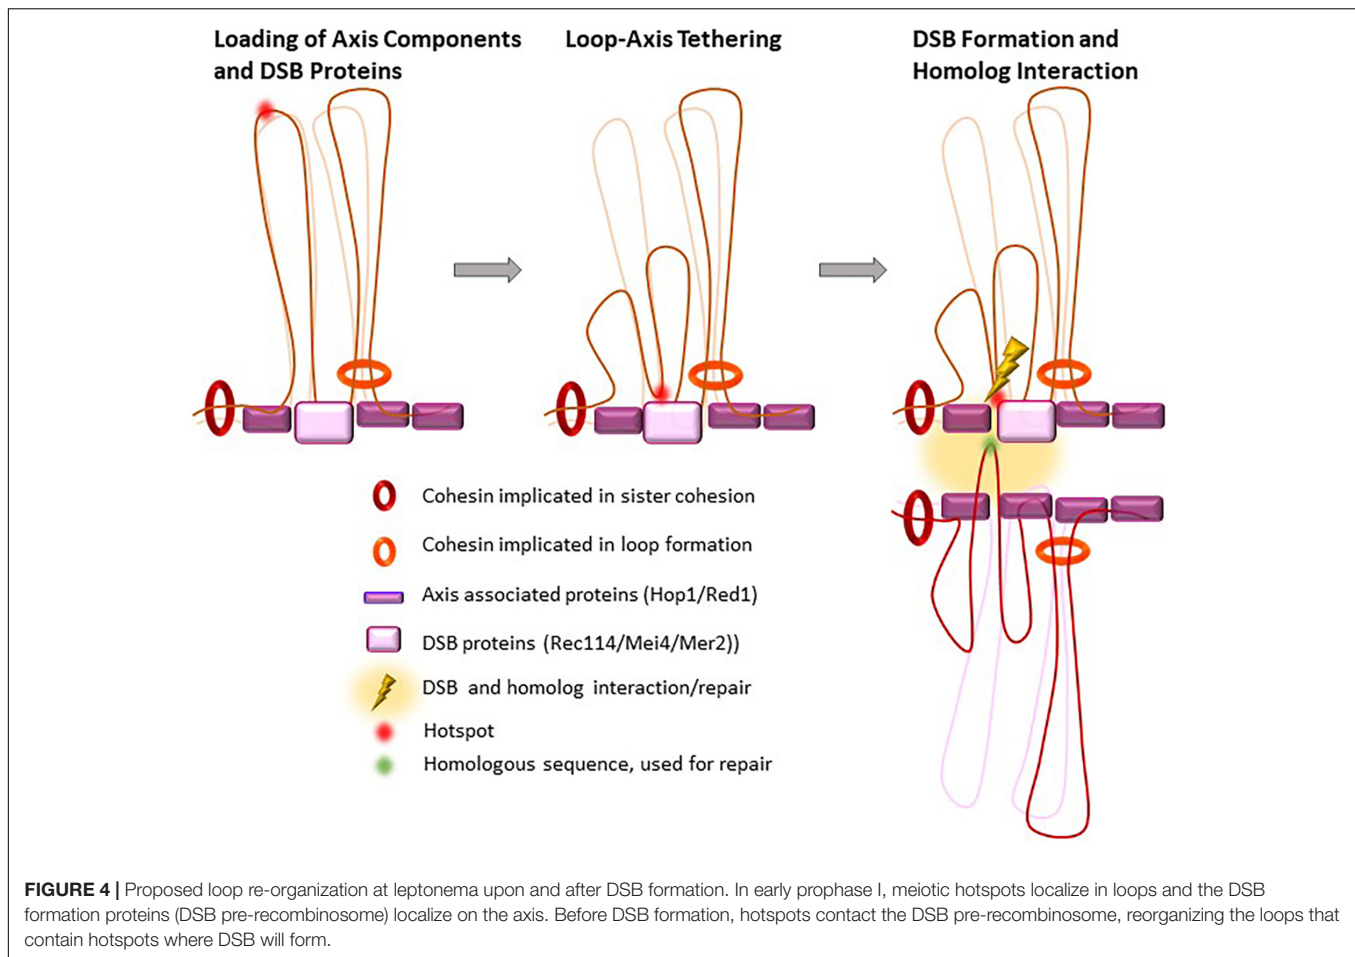 Loading of Axis Components
and DSB Proteins
Loop-Axis Tethering
DSB Formation and
Homolog Interaction
Cohesin implicated in sister cohesion
Cohesin implicated in loop formation
Axis associated proteins (Hop1/Red1)
DSB proteins (Rec114/Mei4/Mer2))
DSB and homolog interaction/repair
Hotspot
Homologous sequence, used for repair
FIGURE 4 | Proposed loop re-organization at leptonema upon and after DSB formation. In early prophase I, meiotic hotspots localize in loops and the DSB
formation proteins (DSB pre-recombinosome) localize on the axis. Before DSB formation, hotspots contact the DSB pre-recombinosome, reorganizing the loops that
contain hotspots where DSB will form.